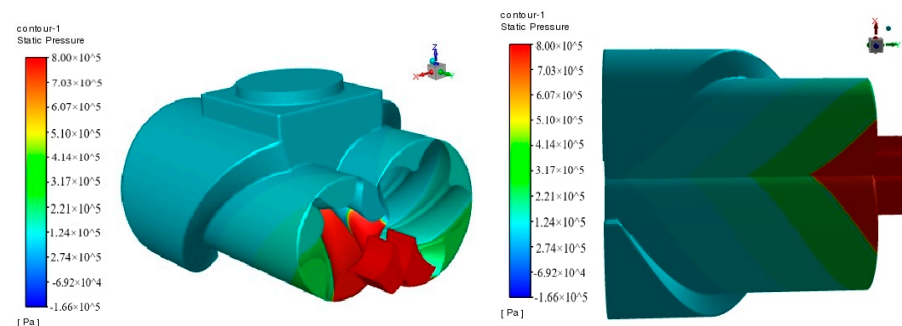 contour-1
Static Pressure
8.00×10^5
7.03×10^5
6.07×10^5
5.10×10^5
4.14×10^5
3.17×10^5
2.21×10^5
1.24×10^5
2.74×10^4
-6.92×10^4
-1.66×10^5
[ Pa ]
Z
X
Y
contour-1
Static Pressure
8.00×10^5
7.03×10^5
6.07×10^5
5.10×10^5
4.14×10^5
3.17×10^5
2.21×10^5
1.24×10^5
2.74×10^4
-6.92×10^4
-1.66×10^5
[ Pa ]
X
Y